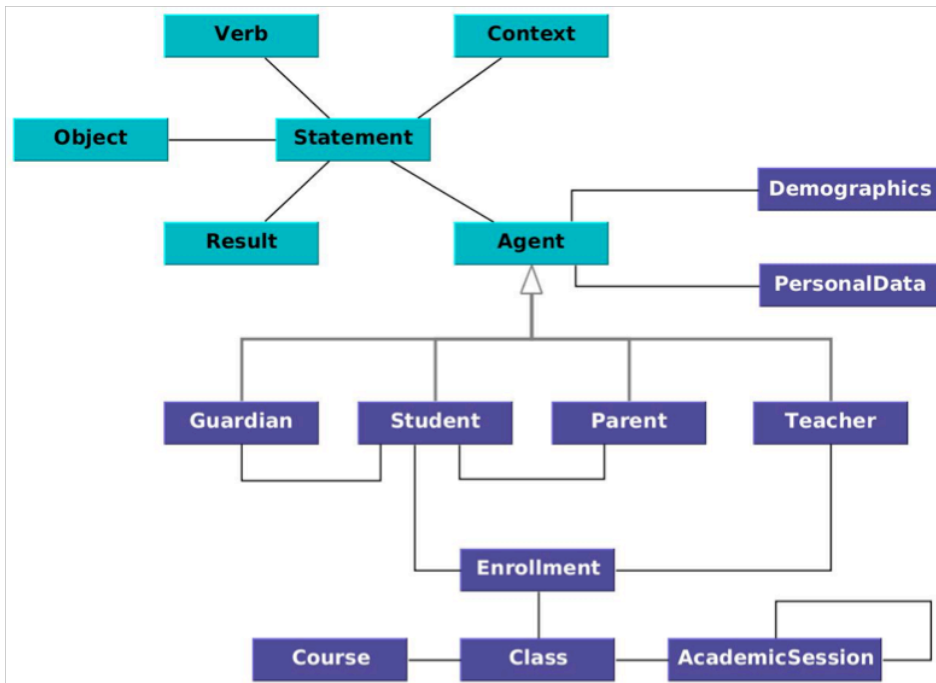 Verb
Context
Object
Statement
Demographics
Result
Agent
PersonalData
Guardian
Student
Parent
Teacher
Enrollment
Course
Class
AcademicSession